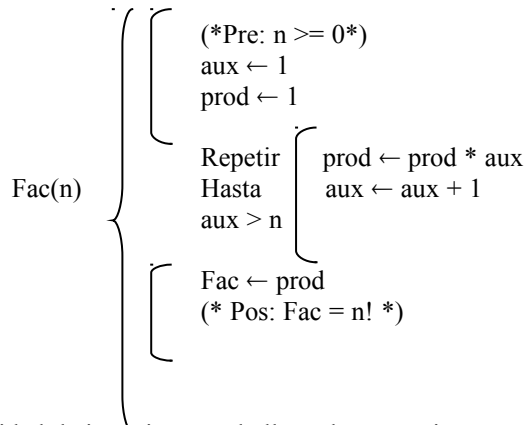 (*Pre: n >= 0*)
aux ← 1
prod ← 1
Repetir prod ← prod * aux
Fac(n) Hasta aux ← aux + 1
aux > n
Fac ← prod
(* Pos: Fac = n! *)